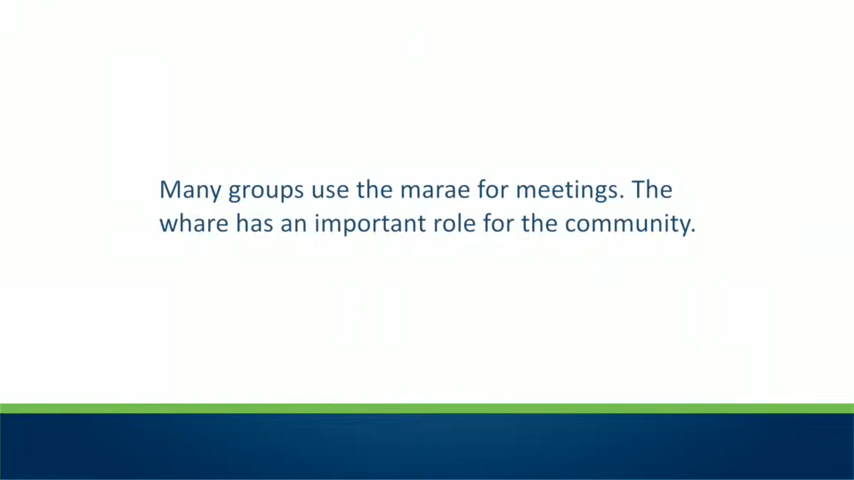 Many groups use the marae for meetings. The
whare has an important role for the community.